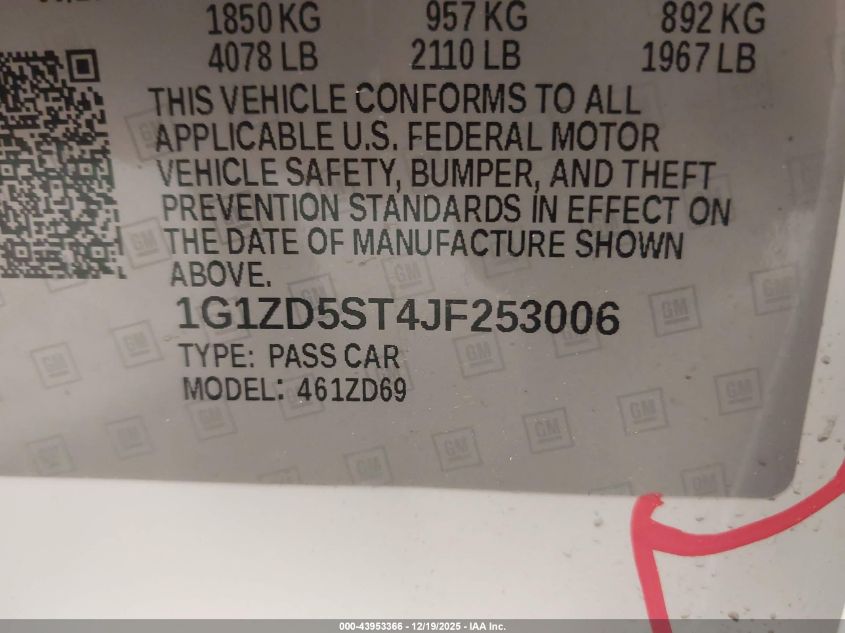 1850 KG 957 KG 892 KG
4078 LB 2110 LB 1967 LB
THIS VEHICLE CONFORMS TO ALL
APPLICABLE U.S. FEDERAL MOTOR
VEHICLE SAFETY, BUMPER, AND THEFT
PREVENTION STANDARDS IN EFFECT ON
THE DATE OF MANUFACTURE SHOWN
ABOVE.
1G1ZD5ST4JF253006
TYPE: PASS CAR
MODEL: 461ZD69
000-43953366 - 12/19/2025 - IAA Inc.